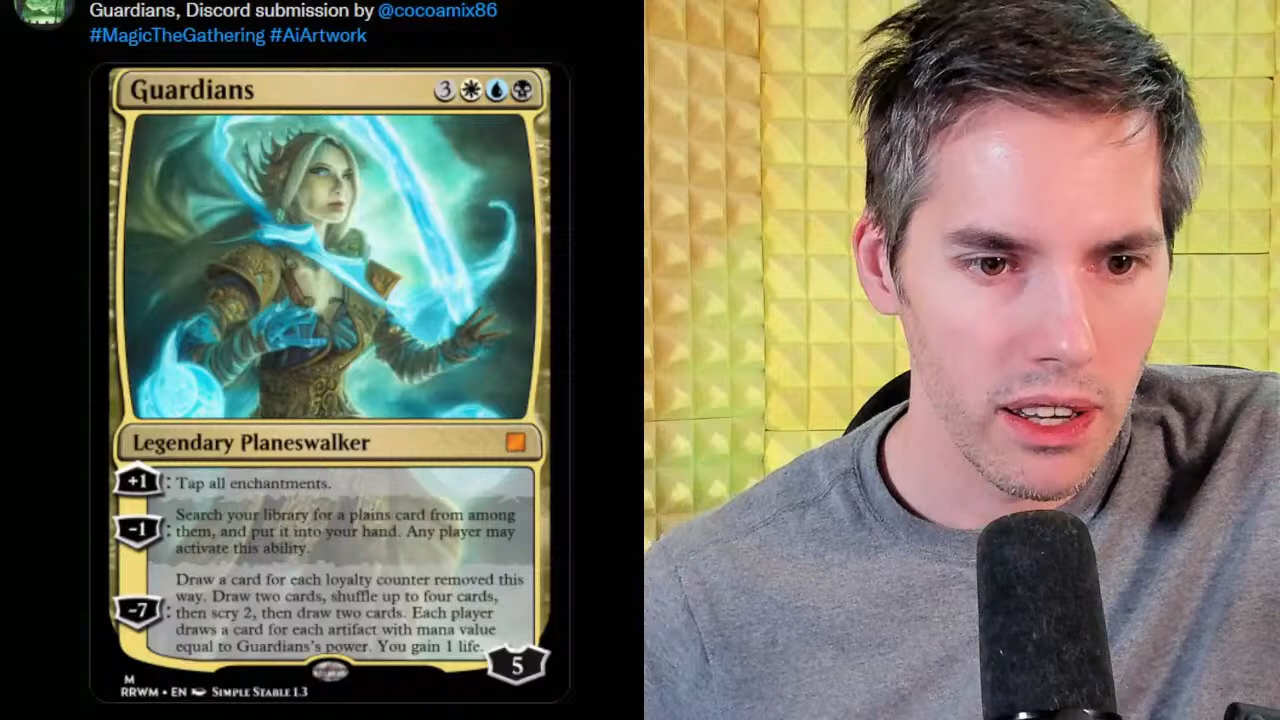 Guardians, Discord submission by @cocoamix86
#MagicTheGathering #AiArtwork
Guardians 3
Legendary Planeswalker
+1 : Tap all enchantments.
Search your library for a plains card from among
-1 : them, and put it into your hand. Any player may
activate this ability.
Draw a card for each loyalty counter removed this
way. Draw two cards, shuffle up to four cards,
-7 : then scry 2, then draw two cards. Each player
draws a card for each artifact with mana value
equal to Guardians's power. You gain 1 life.
5
M
RRWM • EN Simple Stable 1.3